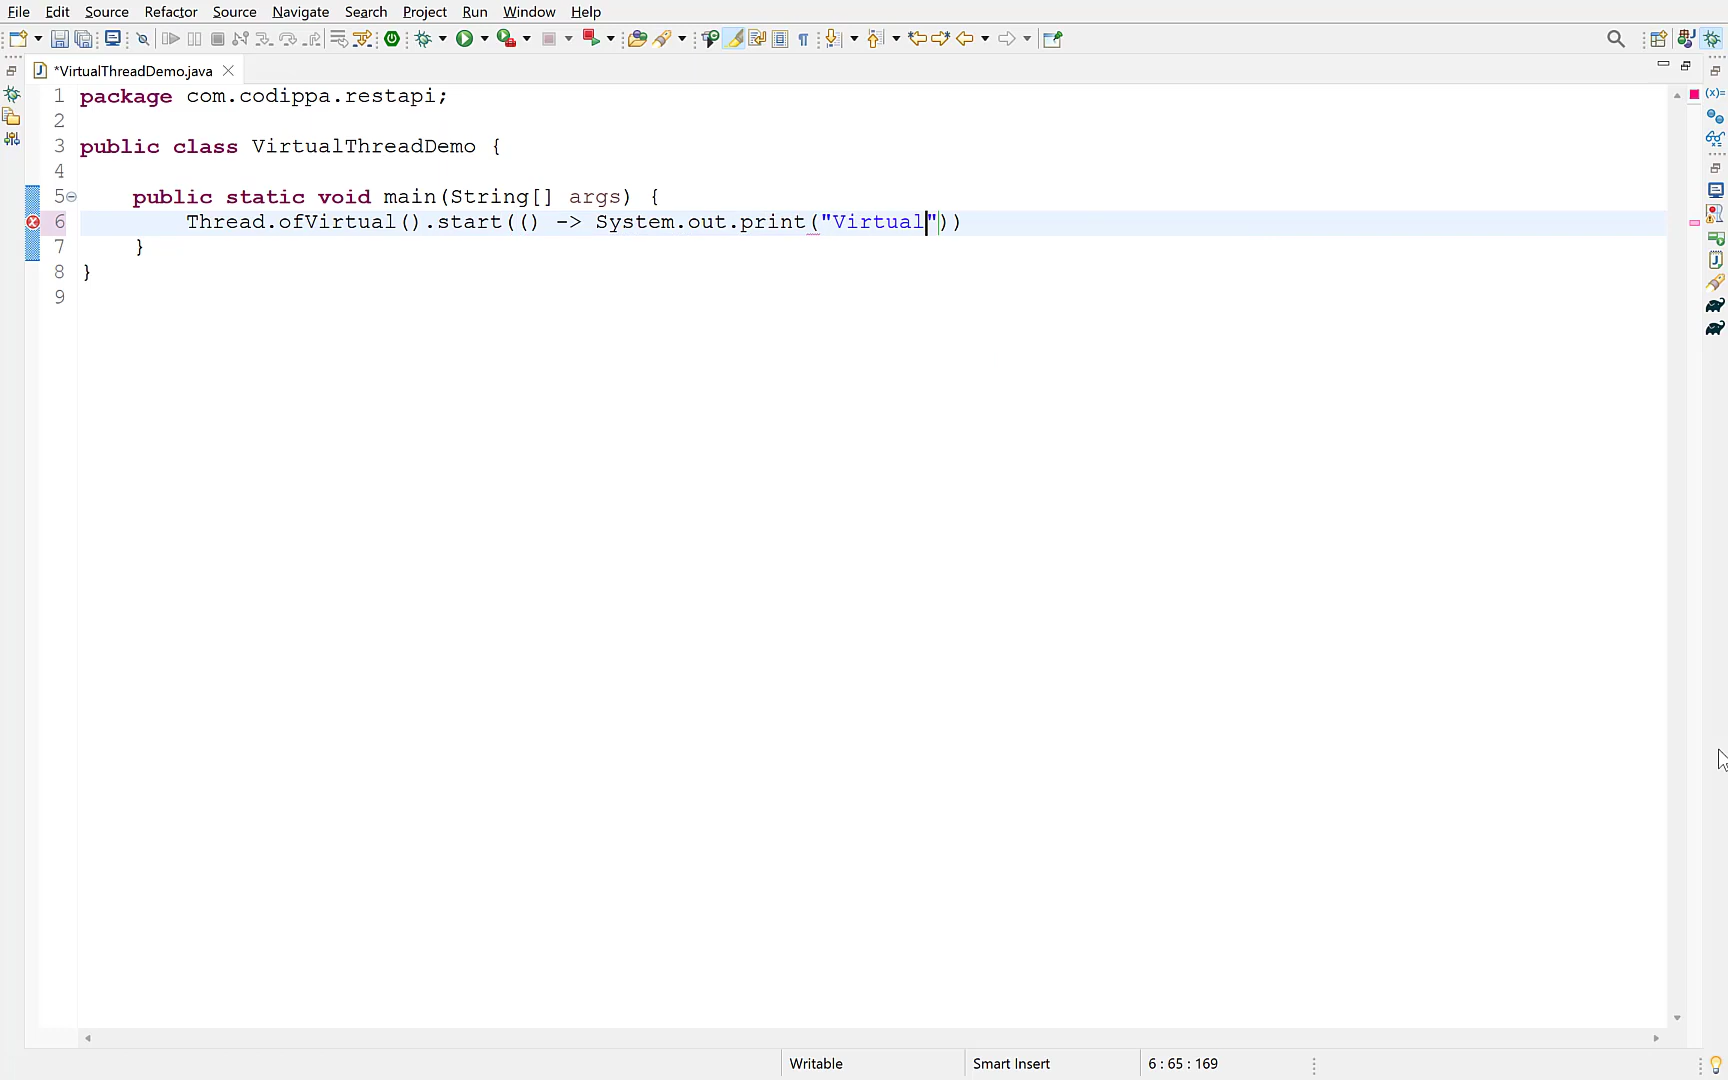 File Edit Source Refactor Source Navigate Search Project Run Window Help
*VirtualThreadDemo.java
1 package com.codippa.restapi;
2
3 public class VirtualThreadDemo {
4
5 public static void main(String[] args) {
6 Thread.ofVirtual().start(() -> System.out.print("Virtual"))
7 }
8 }
9
Writable Smart Insert 6 : 65 : 169